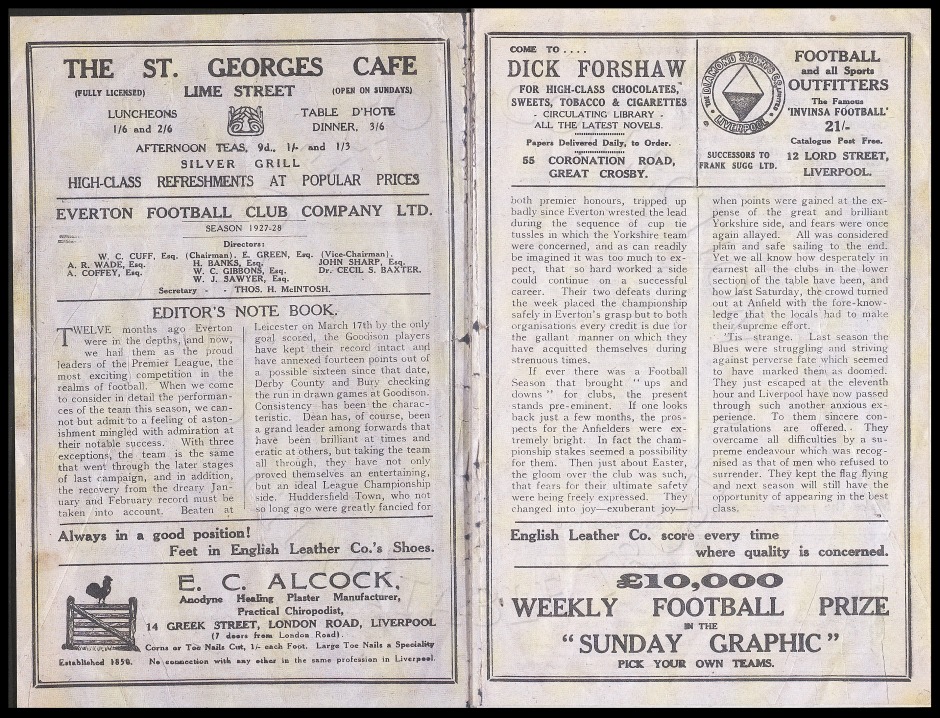 THE ST. GEORGES CAFE
(FULLY LICENSED) LIME STREET (OPEN ON SUNDAYS)
LUNCHEONS
1/6 and 2/6
TABLE D'HOTE
DINNER, 3/6
AFTERNOON TEAS, 9d., 1/- and 1/3
SILVER GRILL
HIGH-CLASS REFRESHMENTS AT POPULAR PRICES
EVERTON FOOTBALL CLUB COMPANY LTD.
SEASON 1927-28
Directors:
W. C. CUFF, Esq. (Chairman). E. GREEN, Esq. (Vice-Chairman).
A. R. WADE, Esq. H. BANKS, Esq. JOHN SHARP, Esq.
A. COFFEY, Esq. W. C. GIBBONS, Esq. Dr. CECIL S. BAXTER.
W. J. SAWYER, Esq.
Secretary - - THOS. H. McINTOSH.
EDITOR'S NOTE BOOK.
TWELVE months ago Everton
were in the depths, and now,
we hail them as the proud
leaders of the Premier League, the
most exciting competition in the
realms of football. When we come
to consider in detail the performan-
ces of the team this season, we can-
not but admit to a feeling of aston-
ishment mingled with admiration at
their notable success. With three
exceptions, the team is the same
that went through the later stages
of last campaign, and in addition,
the recovery from the dreary Jan-
uary and February record must be
taken into account. Beaten at
Leicester on March 17th by the only
goal scored, the Goodison players
have kept their record intact and
have annexed fourteen points out of
a possible sixteen since that date,
Derby County and Bury checking
the run in drawn games at Goodison.
Consistency has been the charac-
teristic. Dean has, of course, been
a grand leader among forwards that
have been brilliant at times and
eratic at others, but taking the team
all through, they have not only
proved themselves an entertaining,
but an ideal League Championship
side. Huddersfield Town, who not
so long ago were greatly fancied for
Always in a good position!
Feet in English Leather Co.'s Shoes.
E. C. ALCOCK,
Anodyne Healing Plaster Manufacturer,
Practical Chiropodist,
14 GREEK STREET, LONDON ROAD, LIVERPOOL
(7 doors from London Road).
Corns or Toe Nails Cut, 1/- each Foot. Large Toe Nails a Speciality
Established 1850. No connection with any other in the same profession in Liverpool.
COME TO ....
DICK FORSHAW
FOR HIGH-CLASS CHOCOLATES,
SWEETS, TOBACCO & CIGARETTES
- CIRCULATING LIBRARY -
ALL THE LATEST NOVELS.
Papers Delivered Daily, to Order.
55 CORONATION ROAD,
GREAT CROSBY.
THE DIAMOND SPORTS CO. LIMITED
LIVERPOOL
SUCCESSORS TO
FRANK SUGG LTD.
FOOTBALL
and all Sports
OUTFITTERS
The Famous
'INVINSA FOOTBALL'
21/-
Catalogue Post Free.
12 LORD STREET,
LIVERPOOL.
both premier honours, tripped up
badly since Everton wrested the lead
during the sequence of cup tie
tussles in which the Yorkshire team
were concerned, and as can readily
be imagined it was too much to ex-
pect, that so hard worked a side
could continue on a successful
career. Their two defeats during
the week placed the championship
safely in Everton's grasp but to both
organisations every credit is due for
the gallant manner on which they
have acquitted themselves during
strenuous times.
If ever there was a Football
Season that brought "ups and
downs" for clubs, the present
stands pre-eminent. If one looks
back just a few months, the pros-
pects for the Anfielders were ex-
tremely bright. In fact the cham-
pionship stakes seemed a possibility
for them. Then just about Easter,
the gloom over the club was such,
that fears for their ultimate safety
were being freely expressed. They
changed into joy—exuberant joy—
when points were gained at the ex-
pense of the great and brilliant
Yorkshire side, and fears were once
again allayed. All was considered
plain and safe sailing to the end.
Yet we all know how desperately in
earnest all the clubs in the lower
section of the table have been, and
how last Saturday, the crowd turned
out at Anfield with the fore-know-
ledge that the locals had to make
their supreme effort.
'Tis strange. Last season the
Blues were struggling and striving
against perverse fate which seemed
to have marked them as doomed.
They just escaped at the eleventh
hour and Liverpool have now passed
through such another anxious ex-
perience. To them sincere con-
gratulations are offered. They
overcame all difficulties by a su-
preme endeavour which was recog-
nised as that of men who refused to
surrender. They kept the flag flying
and next season will still have the
opportunity of appearing in the best
class.
English Leather Co. score every time
where quality is concerned.
£10,000
WEEKLY FOOTBALL PRIZE
IN THE
"SUNDAY GRAPHIC"
PICK YOUR OWN TEAMS.